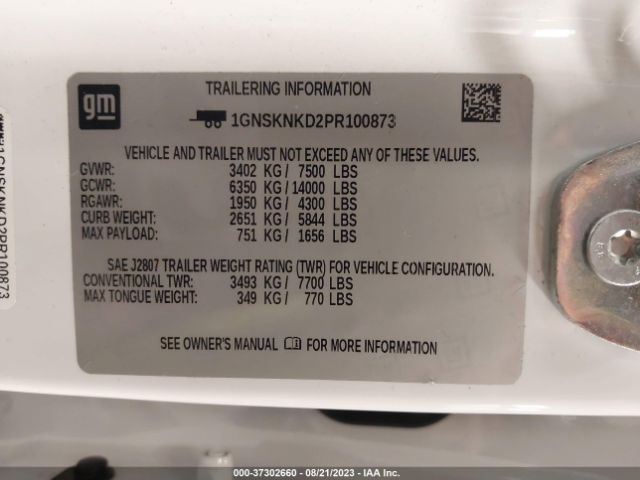 gm
TRAILERING INFORMATION
1GNSKNKD2PR100873
VEHICLE AND TRAILER MUST NOT EXCEED ANY OF THESE VALUES.
GVWR: 3402 KG / 7500 LBS
GCWR: 6350 KG / 14000 LBS
RGAWR: 1950 KG / 4300 LBS
CURB WEIGHT: 2651 KG / 5844 LBS
MAX PAYLOAD: 751 KG / 1656 LBS
SAE J2807 TRAILER WEIGHT RATING (TWR) FOR VEHICLE CONFIGURATION.
CONVENTIONAL TWR: 3493 KG / 7700 LBS
MAX TONGUE WEIGHT: 349 KG / 770 LBS
SEE OWNER'S MANUAL FOR MORE INFORMATION
1GNSKNKD2PR100873
000-37302660 - 08/21/2023 - IAA Inc.